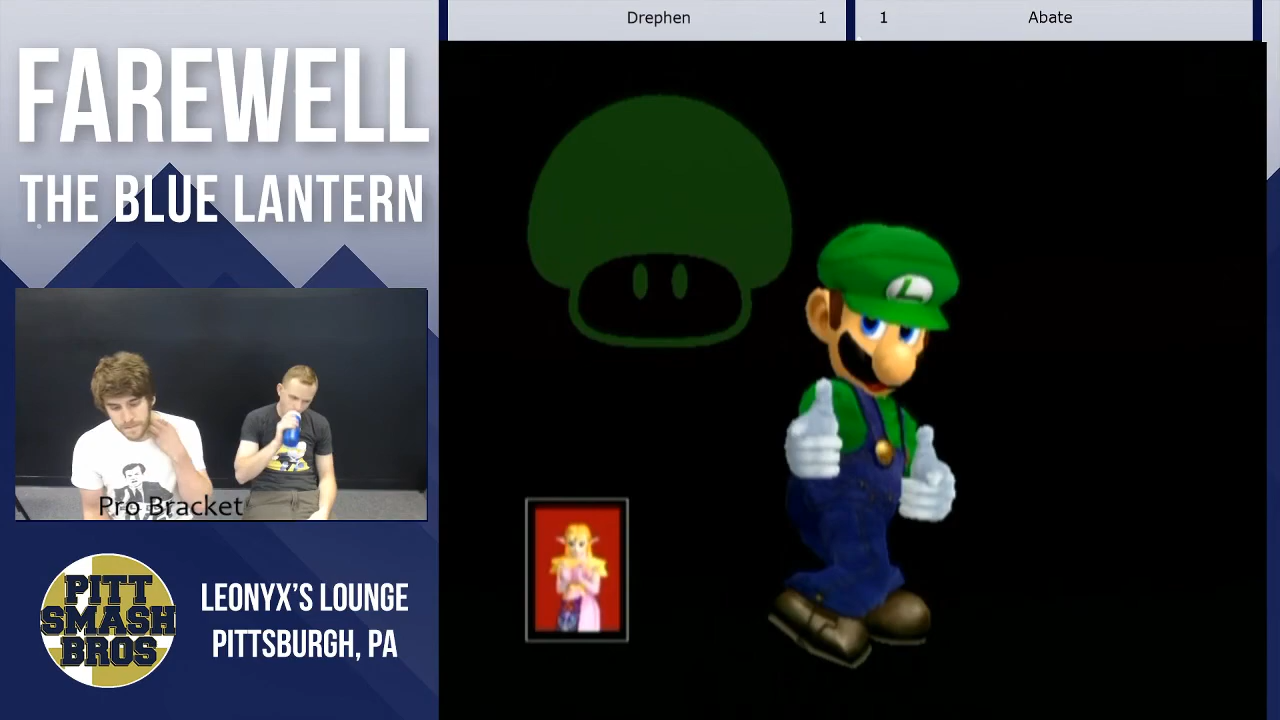 Drephen 1 1 Abate
FAREWELL
THE BLUE LANTERN
L
Pro Bracket
PITT
SMASH
BROS
LEONYX'S LOUNGE
PITTSBURGH, PA